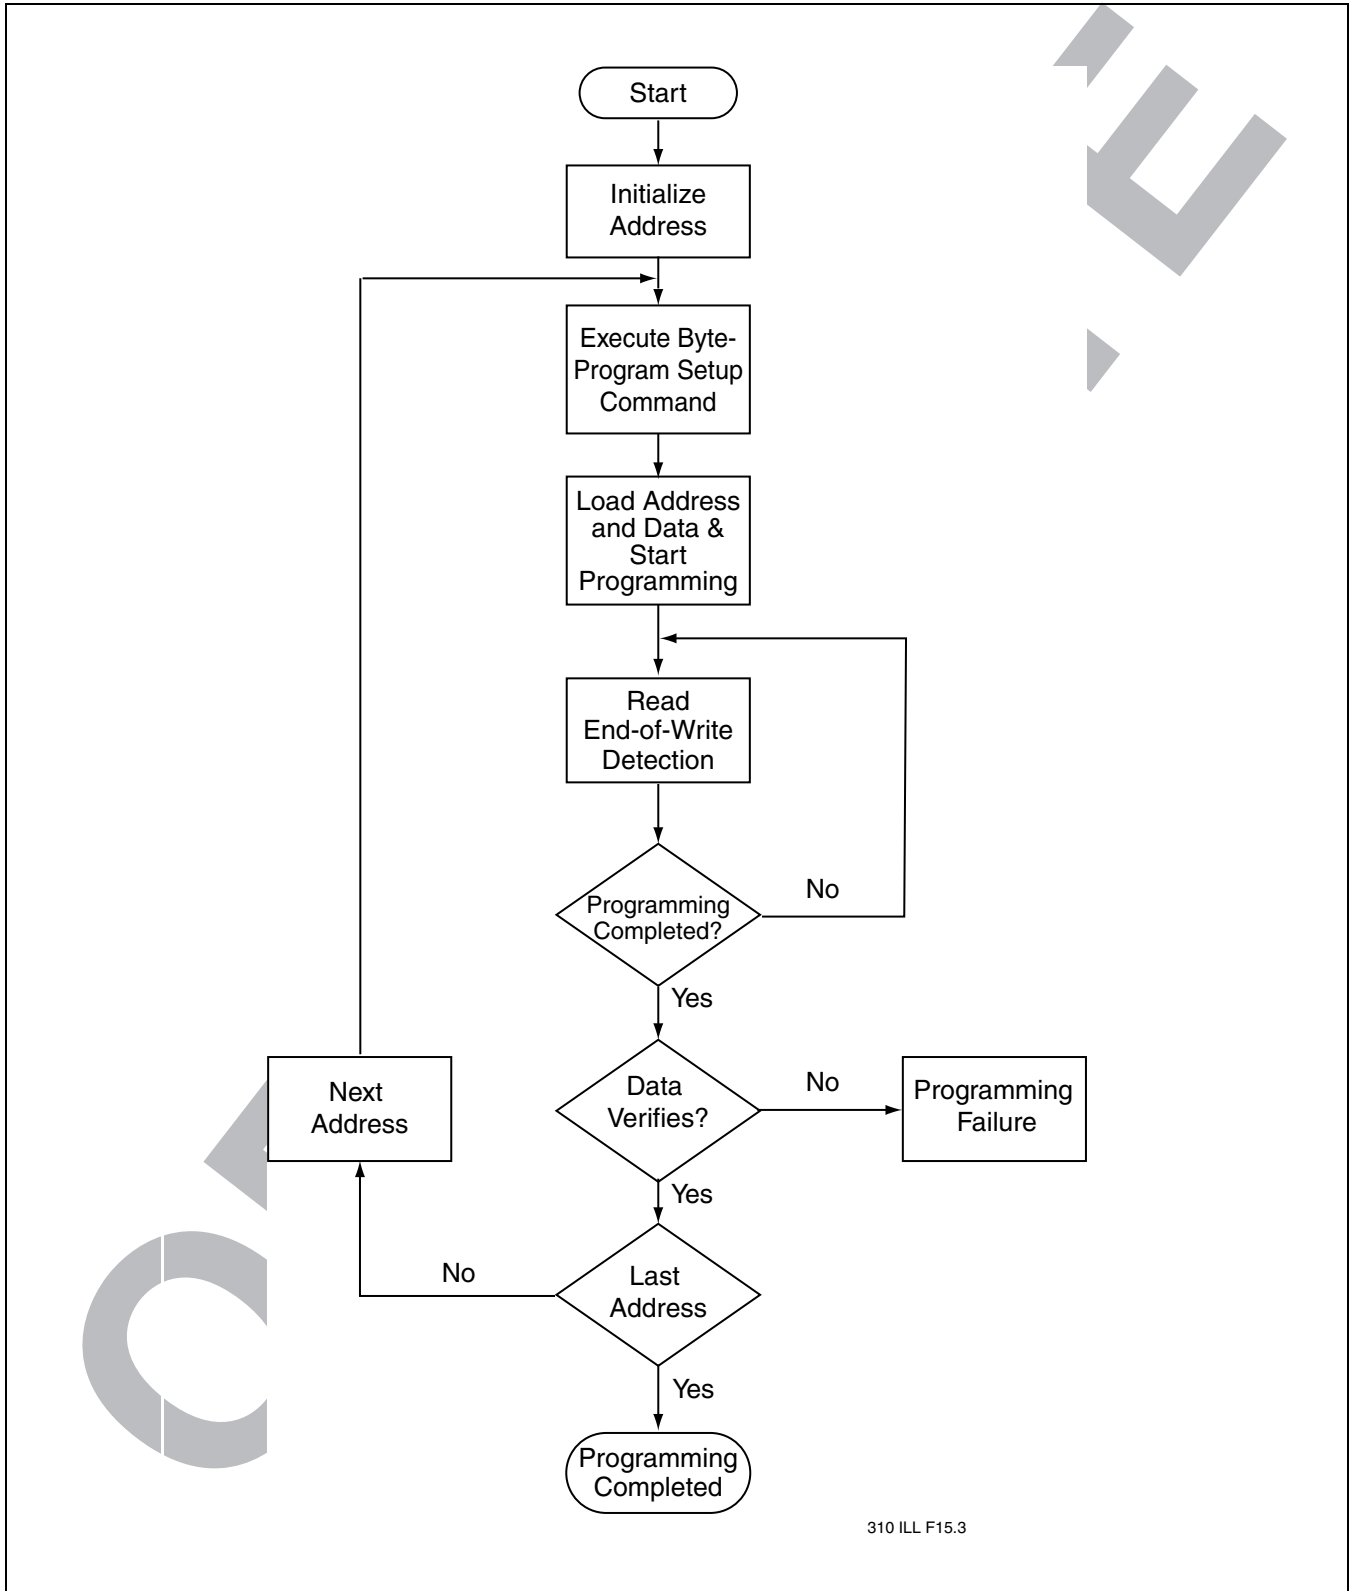 Start
Initialize
Address
Execute Byte-
Program Setup
Command
Load Address
and Data &
Start
Programming
Read
End-of-Write
Detection
Programming
Completed?
No
Yes
Data
Verifies?
No
Programming
Failure
Next
Address
Yes
Last
Address
No
Yes
Programming
Completed
310 ILL F15.3